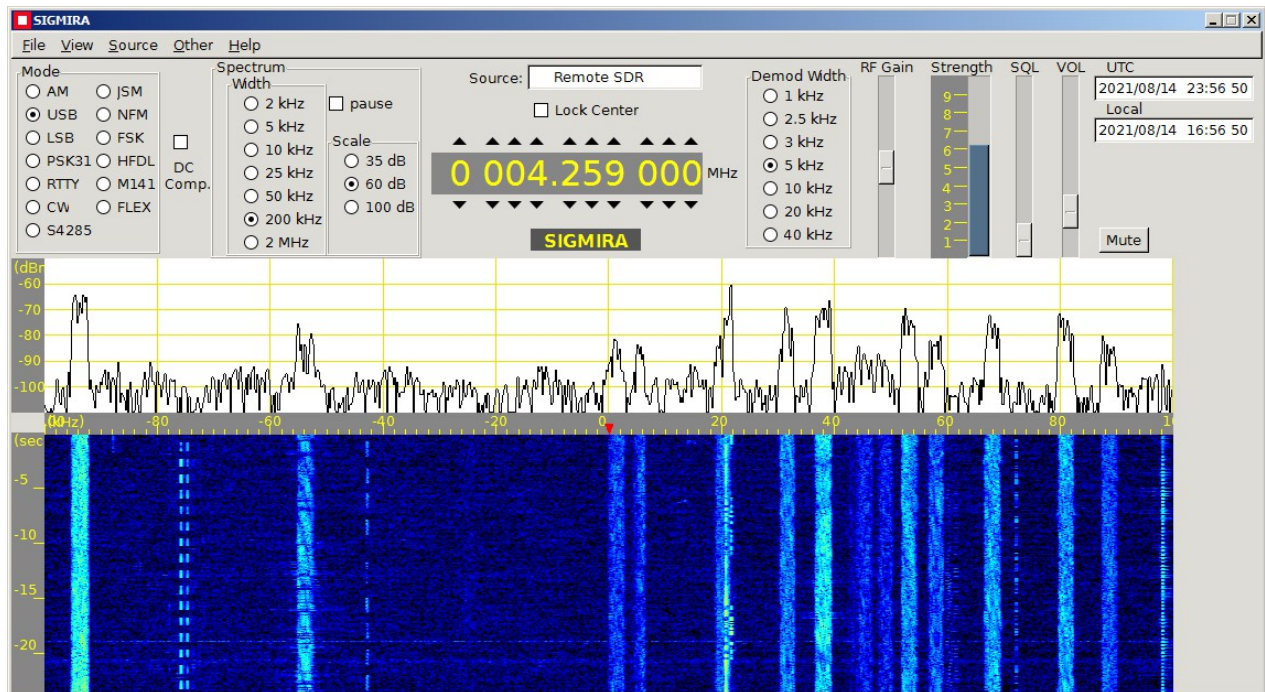 SIGMIRA
File View Source Other Help
Mode
AM JSM
USB NFM
LSB FSK
PSK31 HFDL
RTTY M141
CW FLEX
S4285
DC
Comp.
Spectrum
Width
2 kHz
5 kHz
10 kHz
25 kHz
50 kHz
200 kHz
2 MHz
pause
Scale
35 dB
60 dB
100 dB
Source: Remote SDR
Lock Center
0 004.259 000 MHz
SIGMIRA
Demod Width
1 kHz
2.5 kHz
3 kHz
5 kHz
10 kHz
20 kHz
40 kHz
RF Gain Strength SQL VOL
9
8
7
6
5
4
3
2
1
UTC
2021/08/14 23:56 50
Local
2021/08/14 16:56 50
Mute
(dBr
-60
-70
-80
-90
-100
-80 -60 -40 -20 0 20 40 60 80
(sec
-5
-10
-15
-20